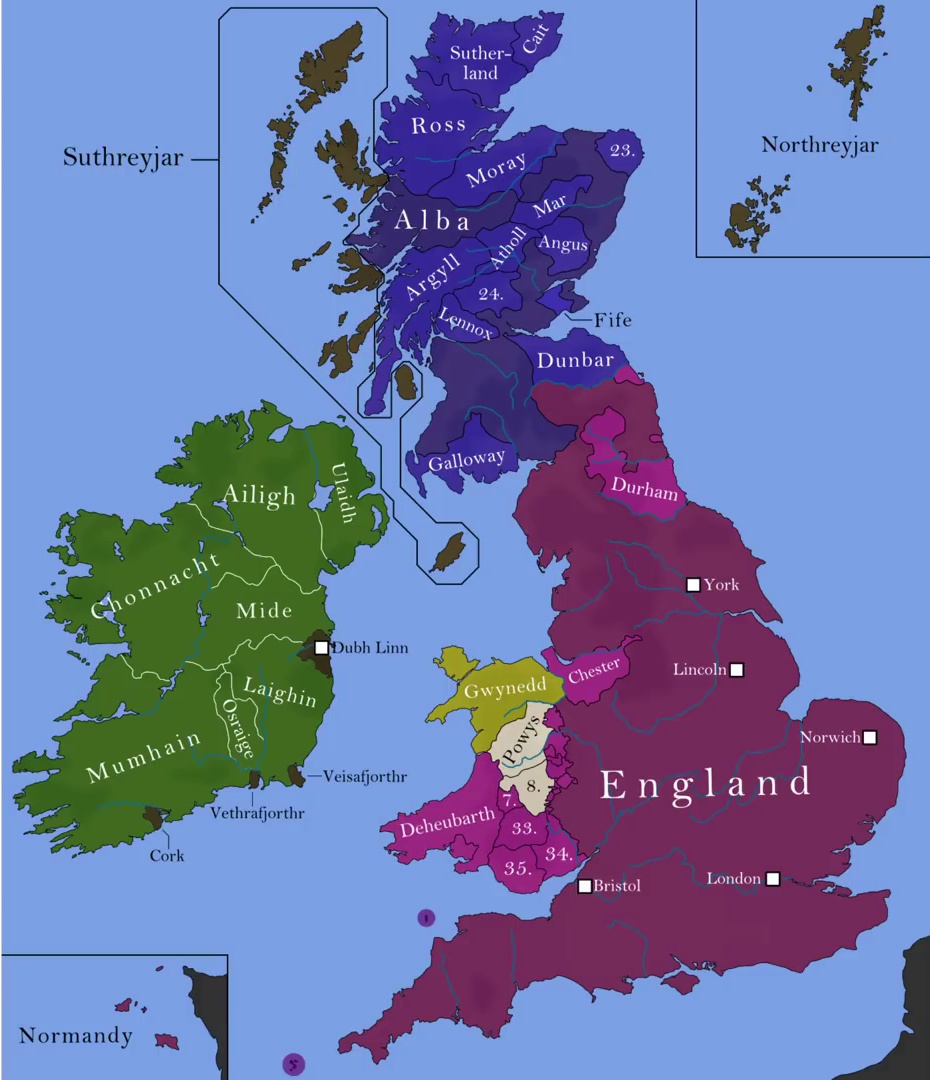 Suther-
land
Cait
Suthreyjar
Ross
Northreyjar
Moray
23.
Alba
Mar
Atholl
Angus
Argyll
24.
Lennox
Fife
Dunbar
Galloway
Ailigh
Ulaidh
Durham
Chonnacht
York
Mide
Dubh Linn
Chester
Lincoln
Gwynedd
Laighin
Osraige
Powys
Norwich
Mumhain
England
Veisafjorthr
8.
7.
Vethrafjorthr
Deheubarth
33.
Cork
34.
35.
London
Bristol
Normandy